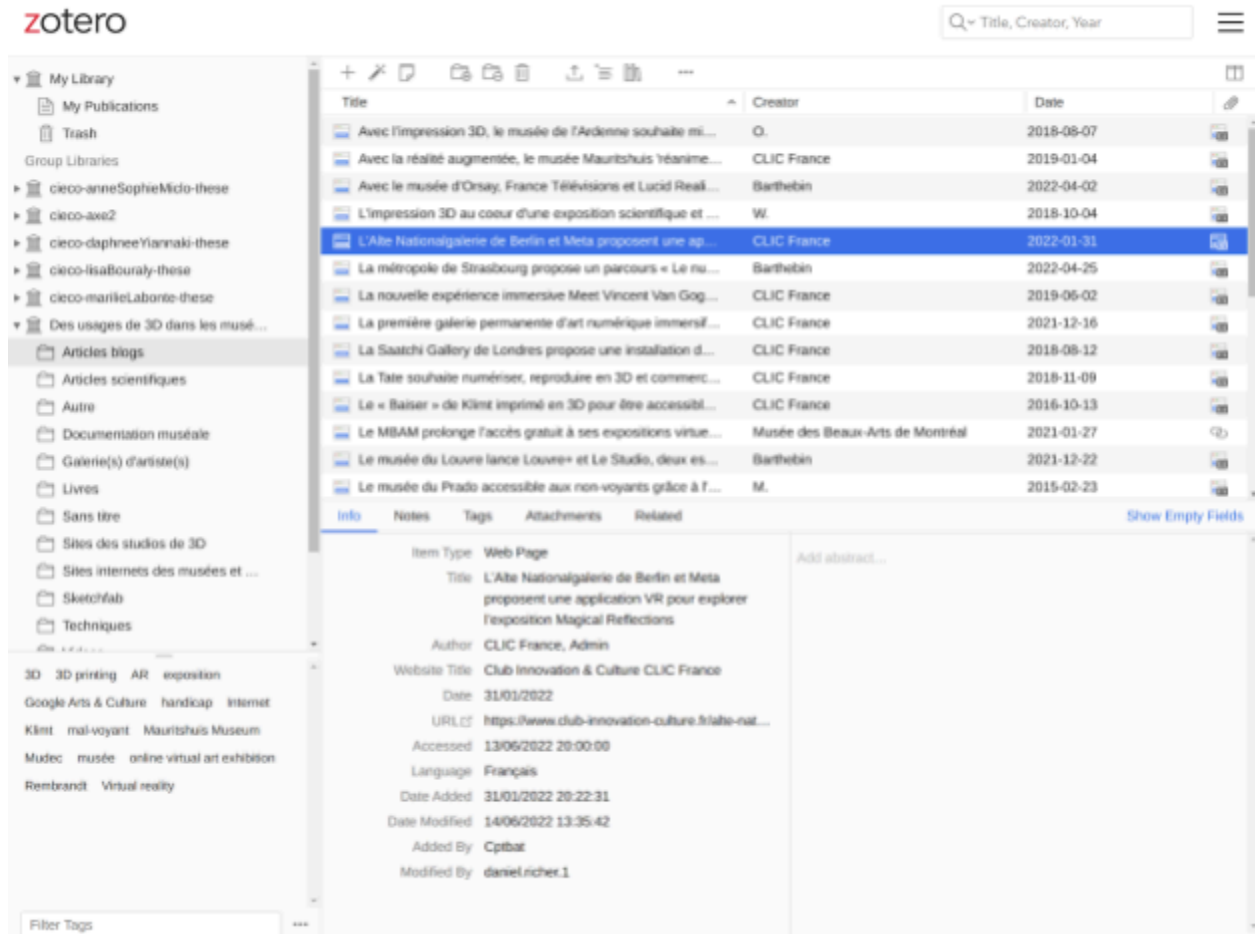 zotero
Title, Creator, Year
My Library
My Publications
Trash
Group Libraries
cieco-anneSophieMiclo-these
cieco-axe2
cieco-daphneeYiannaki-these
cieco-lisaBouraly-these
cieco-marilieLabonte-these
Des usages de 3D dans les musé...
Articles blogs
Articles scientifiques
Autre
Documentation muséale
Galerie(s) d'artiste(s)
Livres
Sans titre
Sites des studios de 3D
Sites internets des musées et ...
Sketchfab
Techniques
3D 3D printing AR exposition
Google Arts & Culture handicap Internet
Klimt mal-voyant Mauritshuis Museum
Mudec musée online virtual art exhibition
Rembrandt Virtual reality
Filter Tags
Title Creator Date
Avec l'impression 3D, le musée de l'Ardenne souhaite mi... O. 2018-08-07
Avec la réalité augmentée, le musée Mauritshuis 'réanime... CLIC France 2019-01-04
Avec le musée d'Orsay, France Télévisions et Lucid Reali... Barthebin 2022-04-02
L'impression 3D au coeur d'une exposition scientifique et ... W. 2018-10-04
L'Alte Nationalgalerie de Berlin et Meta proposent une ap... CLIC France 2022-01-31
La métropole de Strasbourg propose un parcours « Le nu... Barthebin 2022-04-25
La nouvelle expérience immersive Meet Vincent Van Gog... CLIC France 2019-06-02
La première galerie permanente d'art numérique immersif... CLIC France 2021-12-16
La Saatchi Gallery de Londres propose une installation d... CLIC France 2018-08-12
La Tate souhaite numériser, reproduire en 3D et commerc... CLIC France 2018-11-09
Le « Baiser » de Klimt imprimé en 3D pour être accessibl... CLIC France 2016-10-13
Le MBAM prolonge l'accès gratuit à ses expositions virtue... Musée des Beaux-Arts de Montréal 2021-01-27
Le musée du Louvre lance Louvre+ et Le Studio, deux es... Barthebin 2021-12-22
Le musée du Prado accessible aux non-voyants grâce à l'... M. 2015-02-23
Info Notes Tags Attachments Related Show Empty Fields
Item Type Web Page
Title L'Alte Nationalgalerie de Berlin et Meta
proposent une application VR pour explorer
l'exposition Magical Reflections
Author CLIC France, Admin
Website Title Club Innovation & Culture CLIC France
Date 31/01/2022
URL https://www.club-innovation-culture.fr/alte-nat...
Accessed 13/06/2022 20:00:00
Language Français
Date Added 31/01/2022 20:22:31
Date Modified 14/06/2022 13:35:42
Added By Cptbat
Modified By daniel.richer.1
Add abstract...